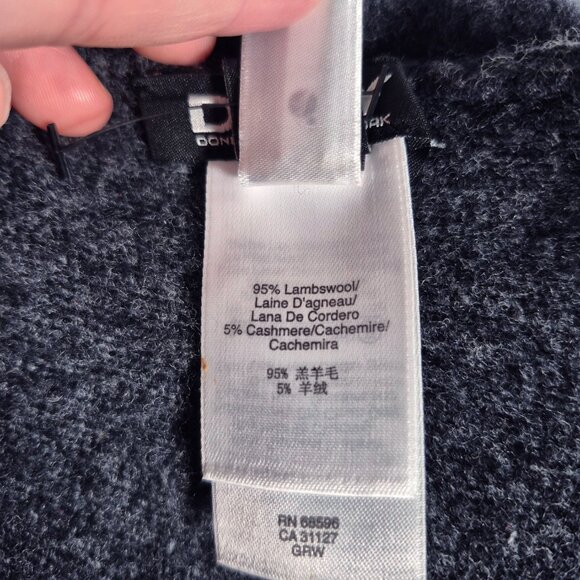 D
DON
95% Lambswool/
Laine D'agneau/
Lana De Cordero
5% Cashmere/Cachemire/
Cachemira
95% 羔羊毛
5% 羊绒
RN 68596
CA 31127
GRW